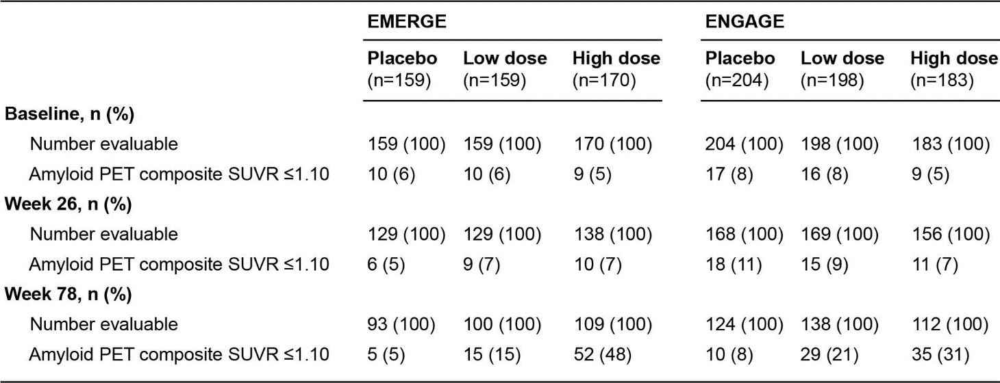 EMERGE ENGAGE
Placebo Low dose High dose Placebo Low dose High dose
(n=159) (n=159) (n=170) (n=204) (n=198) (n=183)
Baseline, n (%)
Number evaluable 159 (100) 159 (100) 170 (100) 204 (100) 198 (100) 183 (100)
Amyloid PET composite SUVR ≤1.10 10 (6) 10 (6) 9 (5) 17 (8) 16 (8) 9 (5)
Week 26, n (%)
Number evaluable 129 (100) 129 (100) 138 (100) 168 (100) 169 (100) 156 (100)
Amyloid PET composite SUVR ≤1.10 6 (5) 9 (7) 10 (7) 18 (11) 15 (9) 11 (7)
Week 78, n (%)
Number evaluable 93 (100) 100 (100) 109 (100) 124 (100) 138 (100) 112 (100)
Amyloid PET composite SUVR ≤1.10 5 (5) 15 (15) 52 (48) 10 (8) 29 (21) 35 (31)